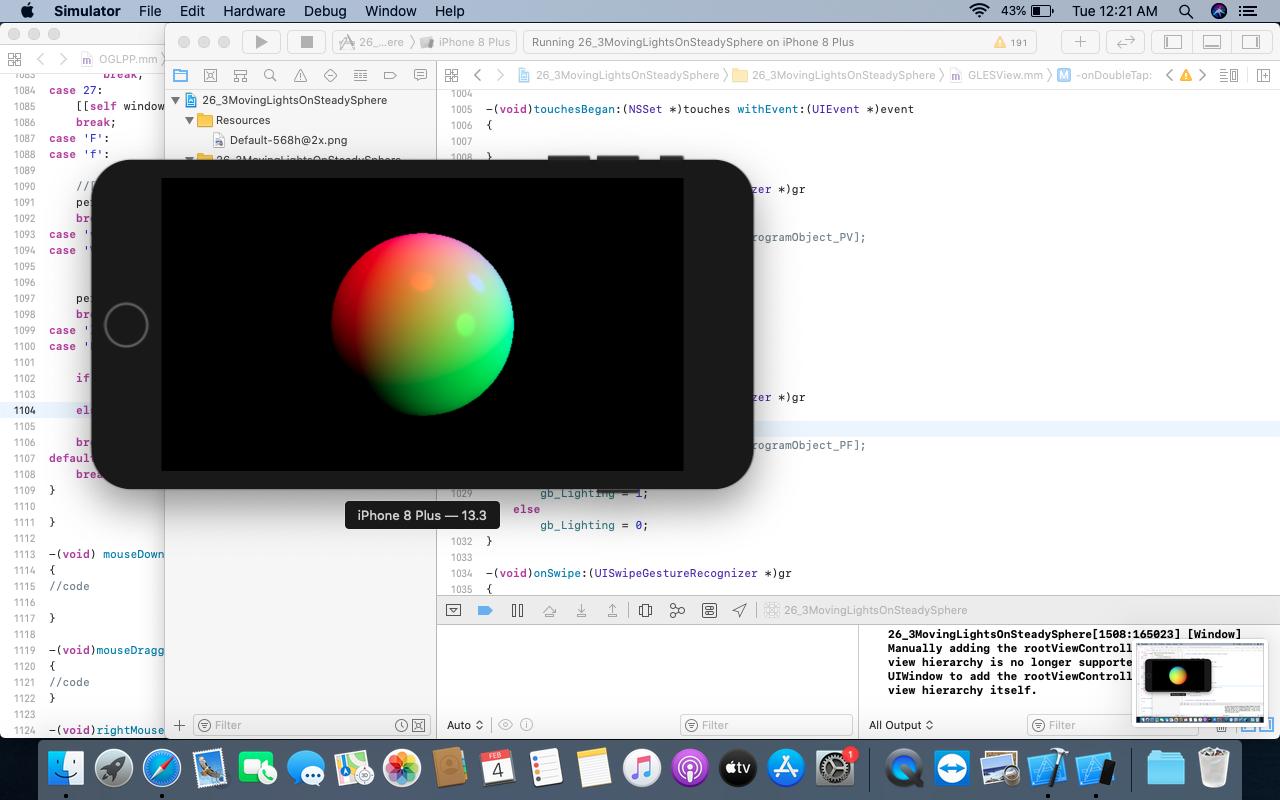 Simulator File Edit Hardware Debug Window Help 43% Tue 12:21 AM
26_...ere iPhone 8 Plus Running 26_3MovingLightsOnSteadySphere on iPhone 8 Plus 191
OGLPP.mm
26_3MovingLightsOnSteadySphere 26_3MovingLightsOnSteadySphere GLESView.mm M -onDoubleTap:
1083 break;
1084 case 27:
1085 [[self window
1086 break;
1087 case 'F':
1088 case 'f':
1089
1090 //[
1091 pe
1092 bre
1093 case '
1094 case '
1095
1096
1097 pe
1098 br
1099 case '
1100 case '
1101
1102 if
1103
1104 els
1105
1106 br
1107 default
1108 brea
1109 }
1110
1111 }
1112
1113 -(void) mouseDown
1114 {
1115 //code
1116
1117 }
1118
1119 -(void)mouseDragg
1120 {
1121 //code
1122 }
1123
1124 -(void)rightMouse
26_3MovingLightsOnSteadySphere
Resources
Default-568h@2x.png
26_3MovingLightsOnSteadySphere
Filter
1004
1005 -(void)touchesBegan:(NSSet *)touches withEvent:(UIEvent *)event
1006 {
1007
1008 }
zer *)gr
rogramObject_PV];
zer *)gr
rogramObject_PF];
1029 gb_Lighting = 1;
else
gb_Lighting = 0;
1032 }
1033
1034 -(void)onSwipe:(UISwipeGestureRecognizer *)gr
1035 {
iPhone 8 Plus — 13.3
26_3MovingLightsOnSteadySphere
26_3MovingLightsOnSteadySphere[1508:165023] [Window]
Manually adding the rootViewControll
view hierarchy is no longer supporte
UIWindow to add the rootViewControll
view hierarchy itself.
Auto Filter All Output Filter
FEB
4
3D
tv
1